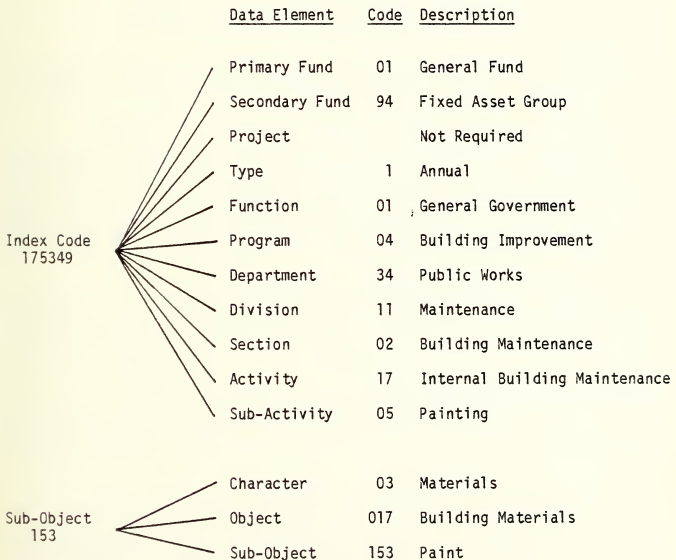 Data Element Code Description
Primary Fund 01 General Fund
Secondary Fund 94 Fixed Asset Group
Project Not Required
Type 1 Annual
Function 01 General Government
Index Code Program 04 Building Improvement
175349
Department 34 Public Works
Division 11 Maintenance
Section 02 Building Maintenance
Activity 17 Internal Building Maintenance
Sub-Activity 05 Painting
Character 03 Materials
Sub-Object Object 017 Building Materials
153
Sub-Object 153 Paint